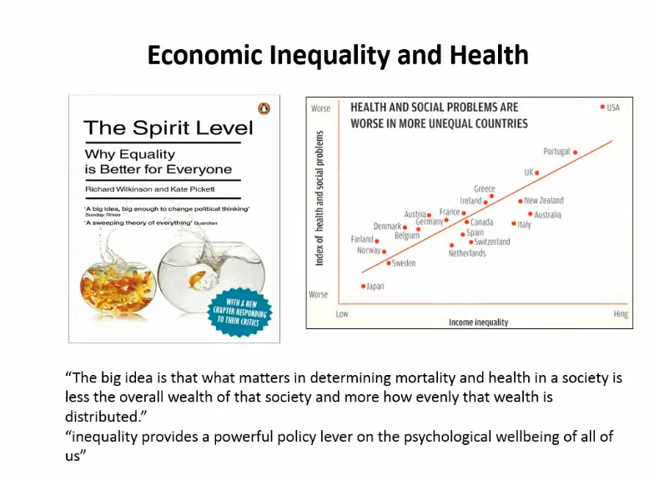 Economic Inequality and Health
The Spirit Level
Why Equality
is Better for Everyone
Richard Wilkinson and Kate Pickett
'A big idea, big enough to change political thinking'
Sunday Times
'A sweeping theory of everything' Guardian
WITH A NEW
CHAPTER RESPONDING
TO THEIR CRITICS
HEALTH AND SOCIAL PROBLEMS ARE
WORSE IN MORE UNEQUAL COUNTRIES
Index of health and social problems
Worse
USA
Portugal
UK
Greece
Ireland
New Zealand
Austria
France
Australia
Denmark
Germany
Canada
Italy
Belgium
Spain
Finland
Switzerland
Norway
Netherlands
Sweden
Japan
Worse
Low
Hing
Income inequality
“The big idea is that what matters in determining mortality and health in a society is
less the overall wealth of that society and more how evenly that wealth is
distributed.”
“inequality provides a powerful policy lever on the psychological wellbeing of all of
us”